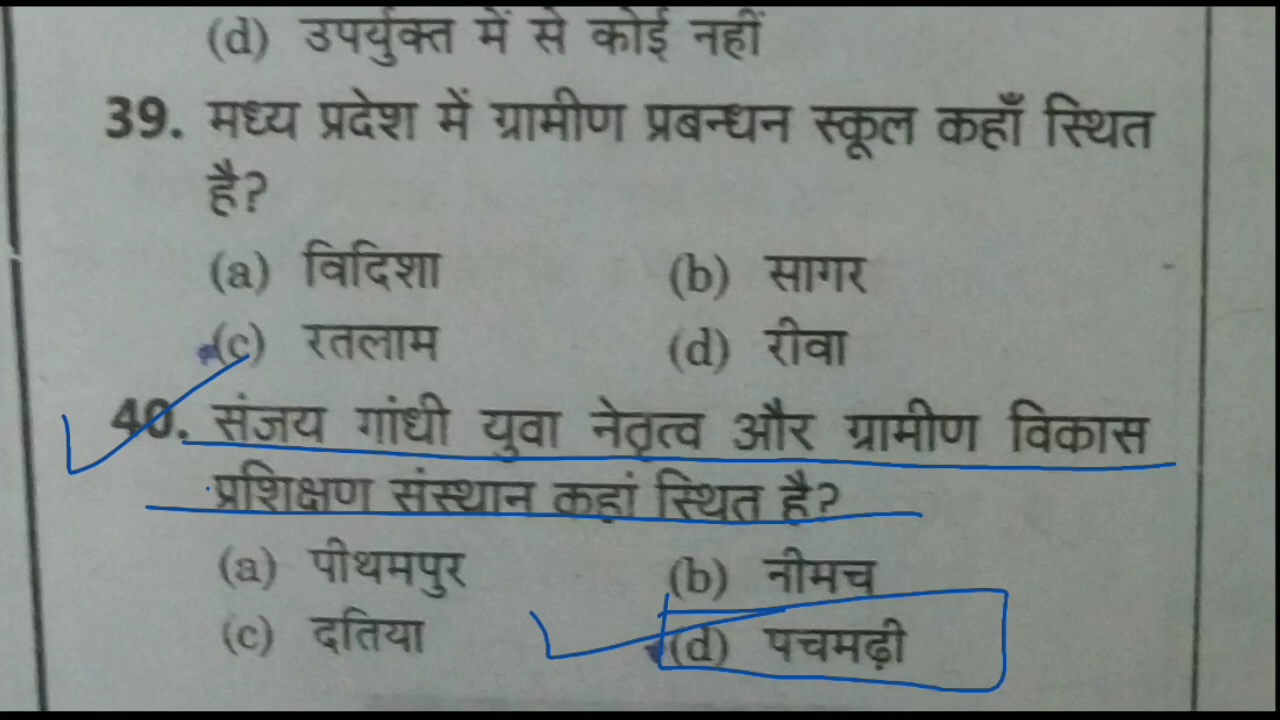 (d) उपर्युक्त में से कोई नहीं
39. मध्य प्रदेश में ग्रामीण प्रबन्धन स्कूल कहाँ स्थित
है?
(a) विदिशा (b) सागर
(c) रतलाम (d) रीवा
40. संजय गांधी युवा नेतृत्व और ग्रामीण विकास
प्रशिक्षण संस्थान कहां स्थित है?
(a) पीथमपुर (b) नीमच
(c) दतिया (d) पचमढ़ी